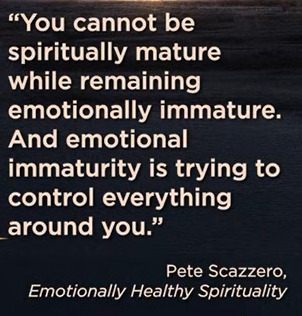 “You cannot be
spiritually mature
while remaining
emotionally immature.
And emotional
immaturity is trying to
control everything
around you.”
Pete Scazzero,
Emotionally Healthy Spirituality